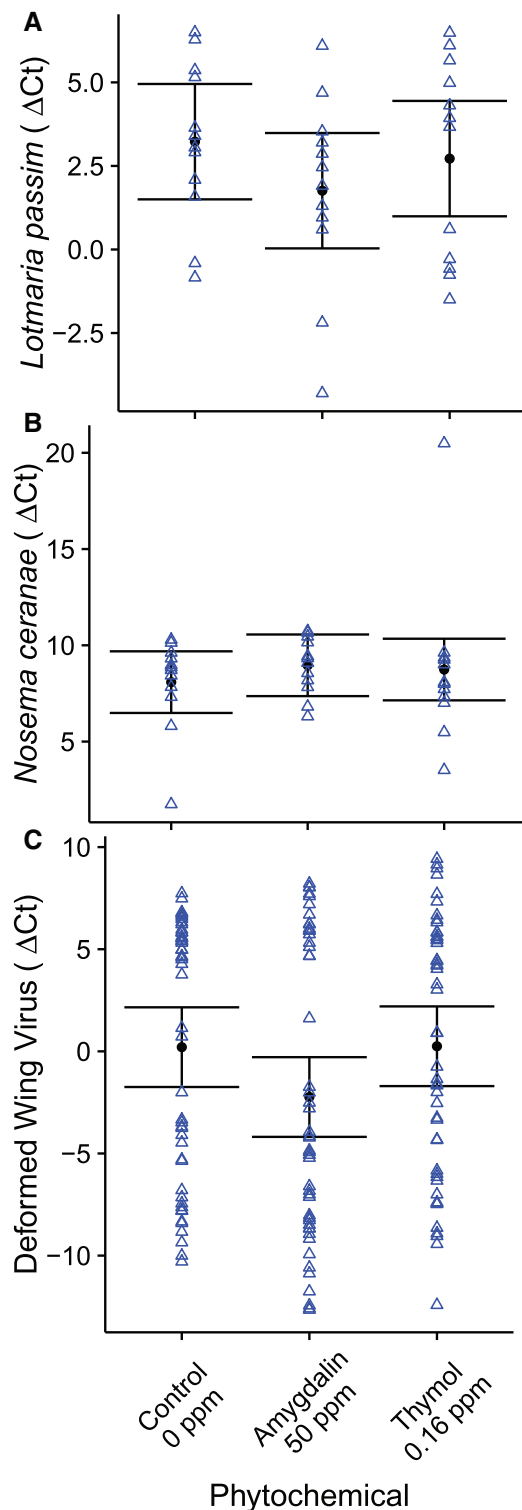 A
Lotmaria passim ( ΔCt)
5.0
2.5
0.0
−2.5
B
Nosema ceranae ( ΔCt)
20
15
10
5
C
Deformed Wing Virus ( ΔCt)
10
5
0
−5
−10
Control
0 ppm
Amygdalin
50 ppm
Thymol
0.16 ppm
Phytochemical